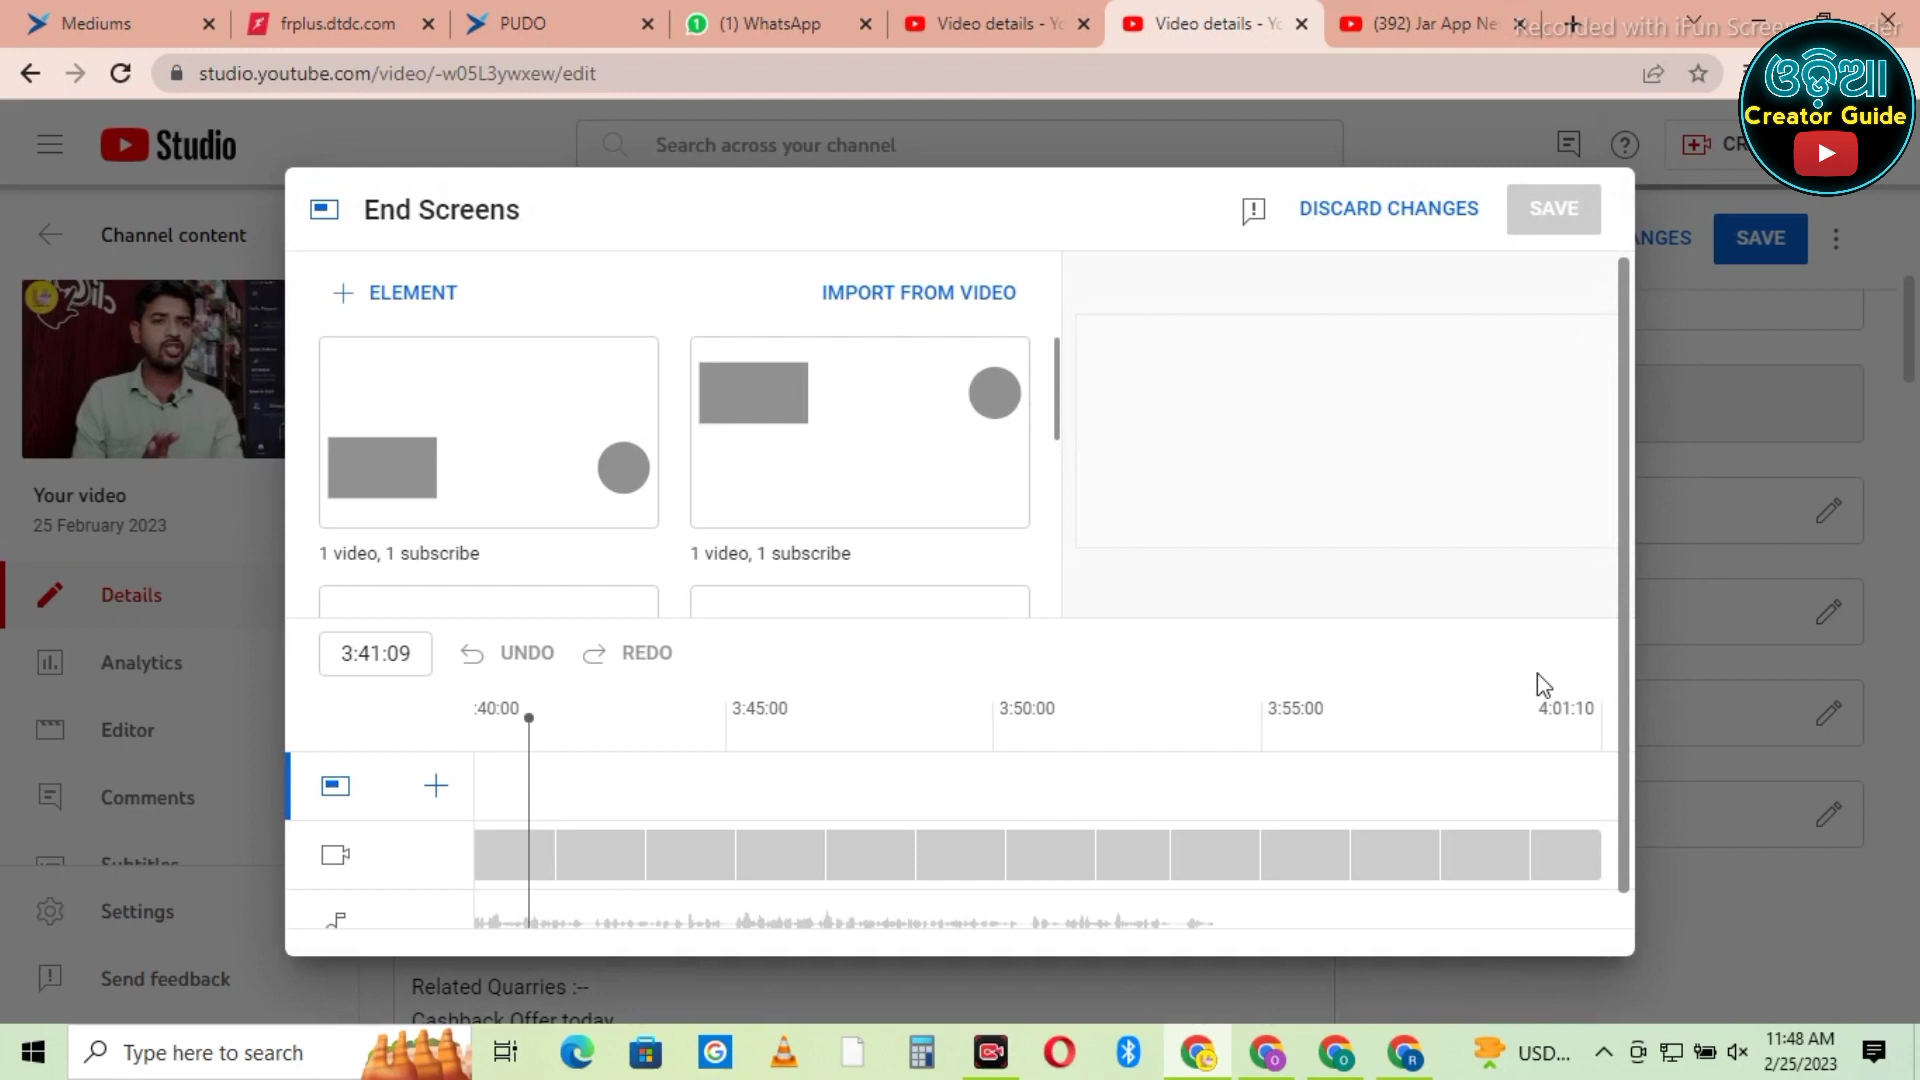 Mediums
frplus.dtdc.com
PUDO
(1) WhatsApp
Video details - Yo
Video details - Yo
(392) Jar App Ne
Recorded with iFun Screen Recorder
studio.youtube.com/video/-w05L3ywxew/edit
ଓଡ଼ିଆ
Creator Guide
Studio
Search across your channel
CR
End Screens
DISCARD CHANGES
SAVE
Channel content
ANGES
SAVE
ELEMENT
IMPORT FROM VIDEO
Your video
25 February 2023
1 video, 1 subscribe
1 video, 1 subscribe
Details
3:41:09
UNDO
REDO
Analytics
:40:00
3:45:00
3:50:00
3:55:00
4:01:10
Editor
Comments
Subtitles
Settings
Send feedback
Related Quarries :--
Cashback Offer today
Type here to search
USD...
11:48 AM
2/25/2023